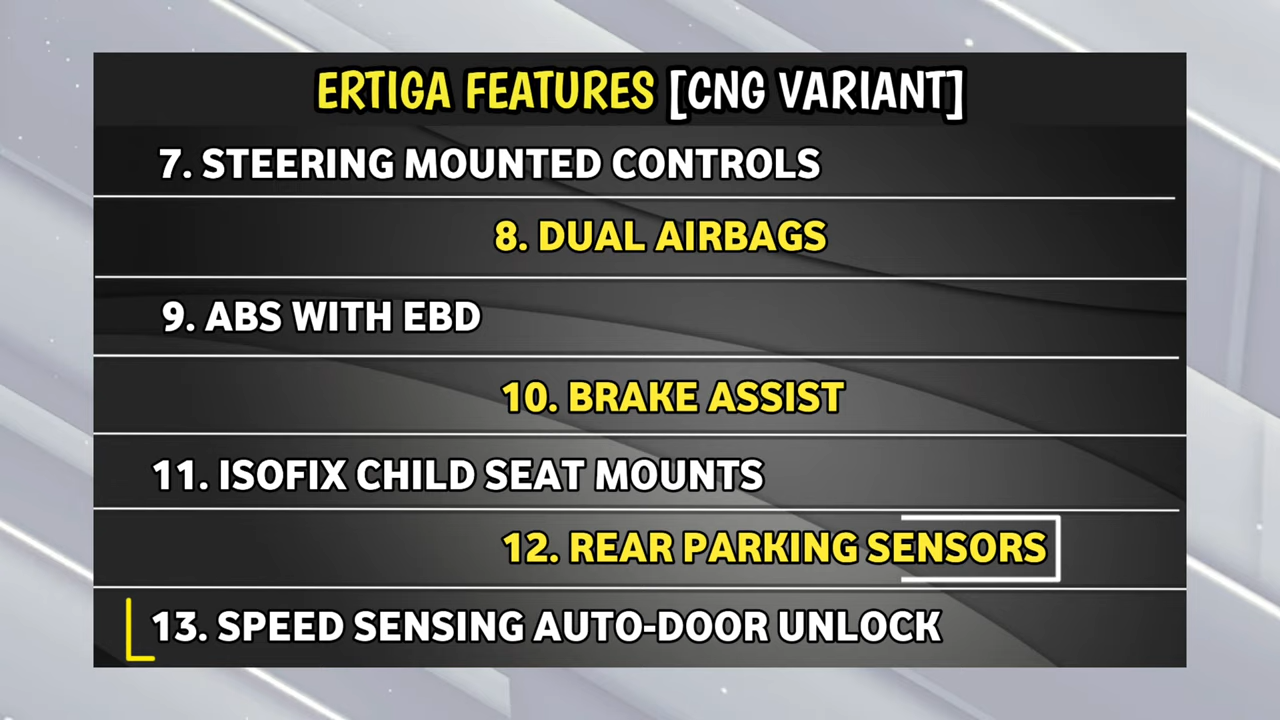 ERTIGA FEATURES [CNG VARIANT]
7. STEERING MOUNTED CONTROLS
8. DUAL AIRBAGS
9. ABS WITH EBD
10. BRAKE ASSIST
11. ISOFIX CHILD SEAT MOUNTS
12. REAR PARKING SENSORS
13. SPEED SENSING AUTO-DOOR UNLOCK